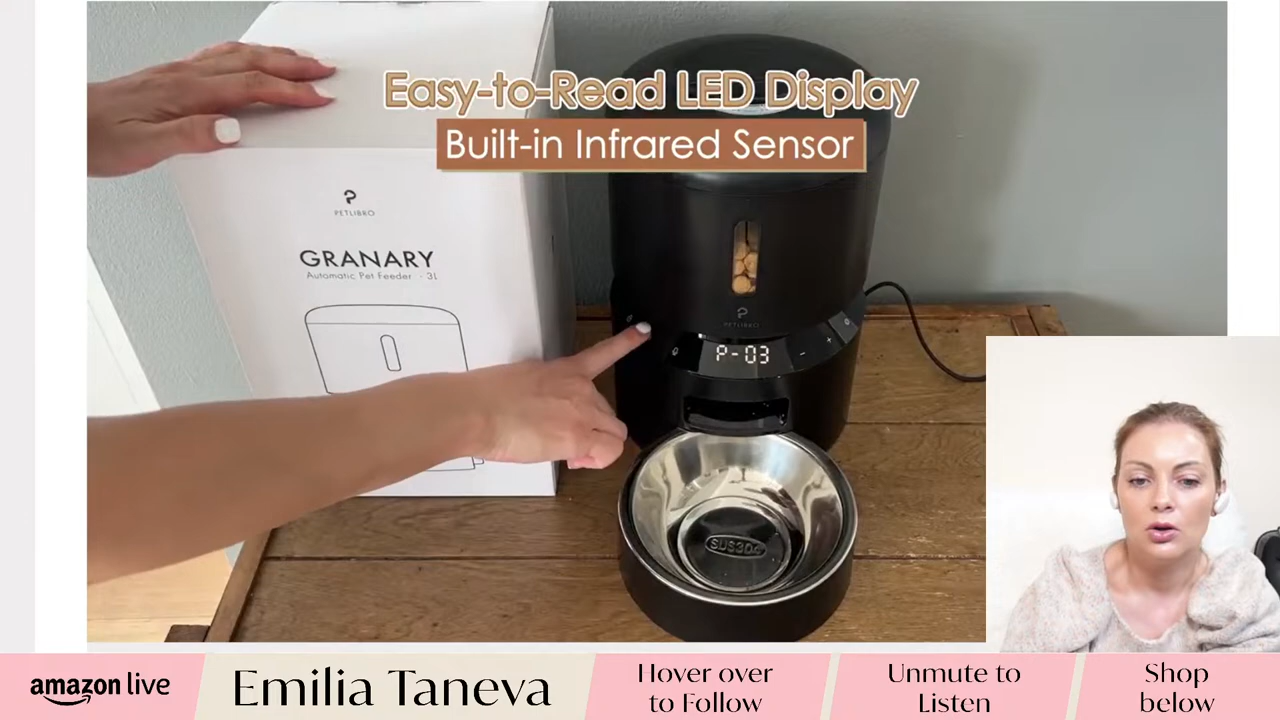 Easy-to-Read LED Display
Built-in Infrared Sensor
PETLIBRO
GRANARY
Automatic Pet Feeder - 3L
PETLIBRO
P-03
SUS304
amazon live
Emilia Taneva
Hover over
to Follow
Unmute to
Listen
Shop
below